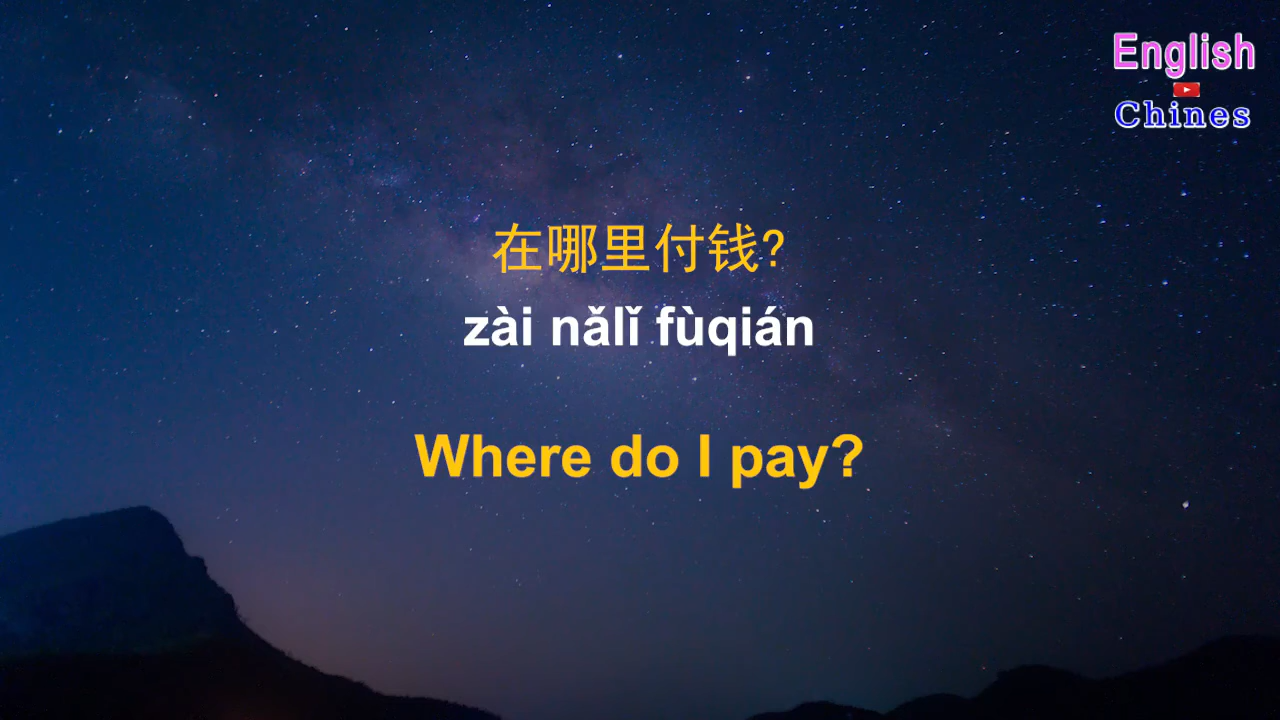 English
Chines
在哪里付钱?
zài nǎlǐ fùqián
Where do I pay?